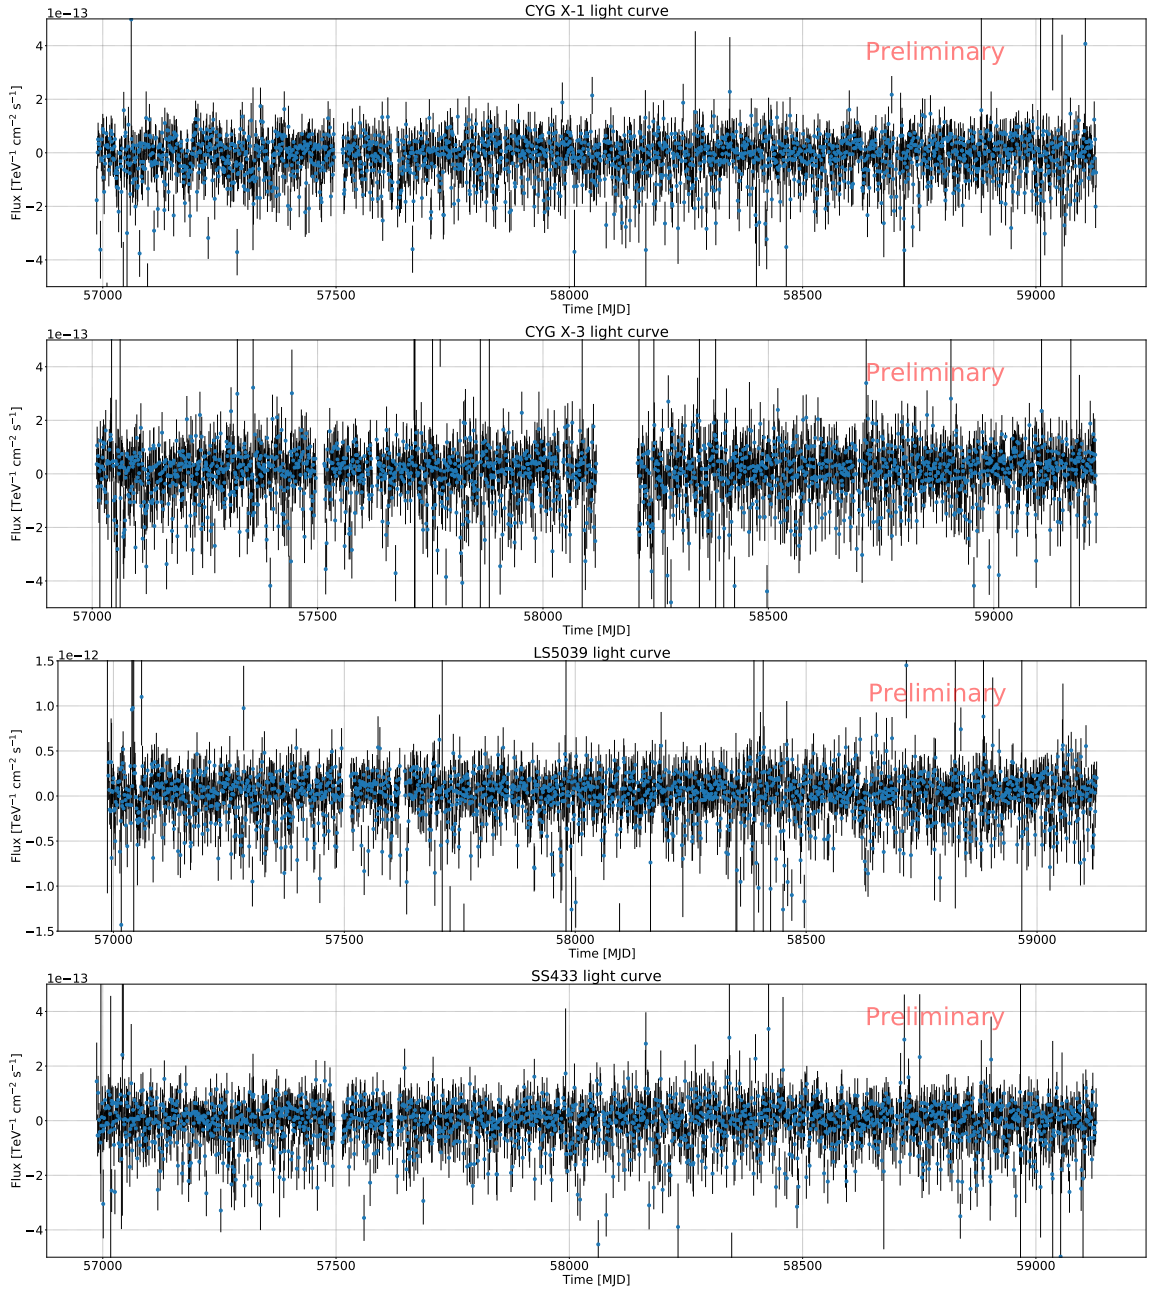 CYG X-1 light curve
1e−13
Preliminary
4
2
0
−2
−4
Flux [TeV⁻¹ cm⁻² s⁻¹]
57000 57500 58000 58500 59000
Time [MJD]
CYG X-3 light curve
1e−13
Preliminary
4
2
0
−2
−4
Flux [TeV⁻¹ cm⁻² s⁻¹]
57000 57500 58000 58500 59000
Time [MJD]
LS5039 light curve
1e−12
Preliminary
1.5
1.0
0.5
0.0
−0.5
−1.0
−1.5
Flux [TeV⁻¹ cm⁻² s⁻¹]
57000 57500 58000 58500 59000
Time [MJD]
SS433 light curve
1e−13
Preliminary
4
2
0
−2
−4
Flux [TeV⁻¹ cm⁻² s⁻¹]
57000 57500 58000 58500 59000
Time [MJD]